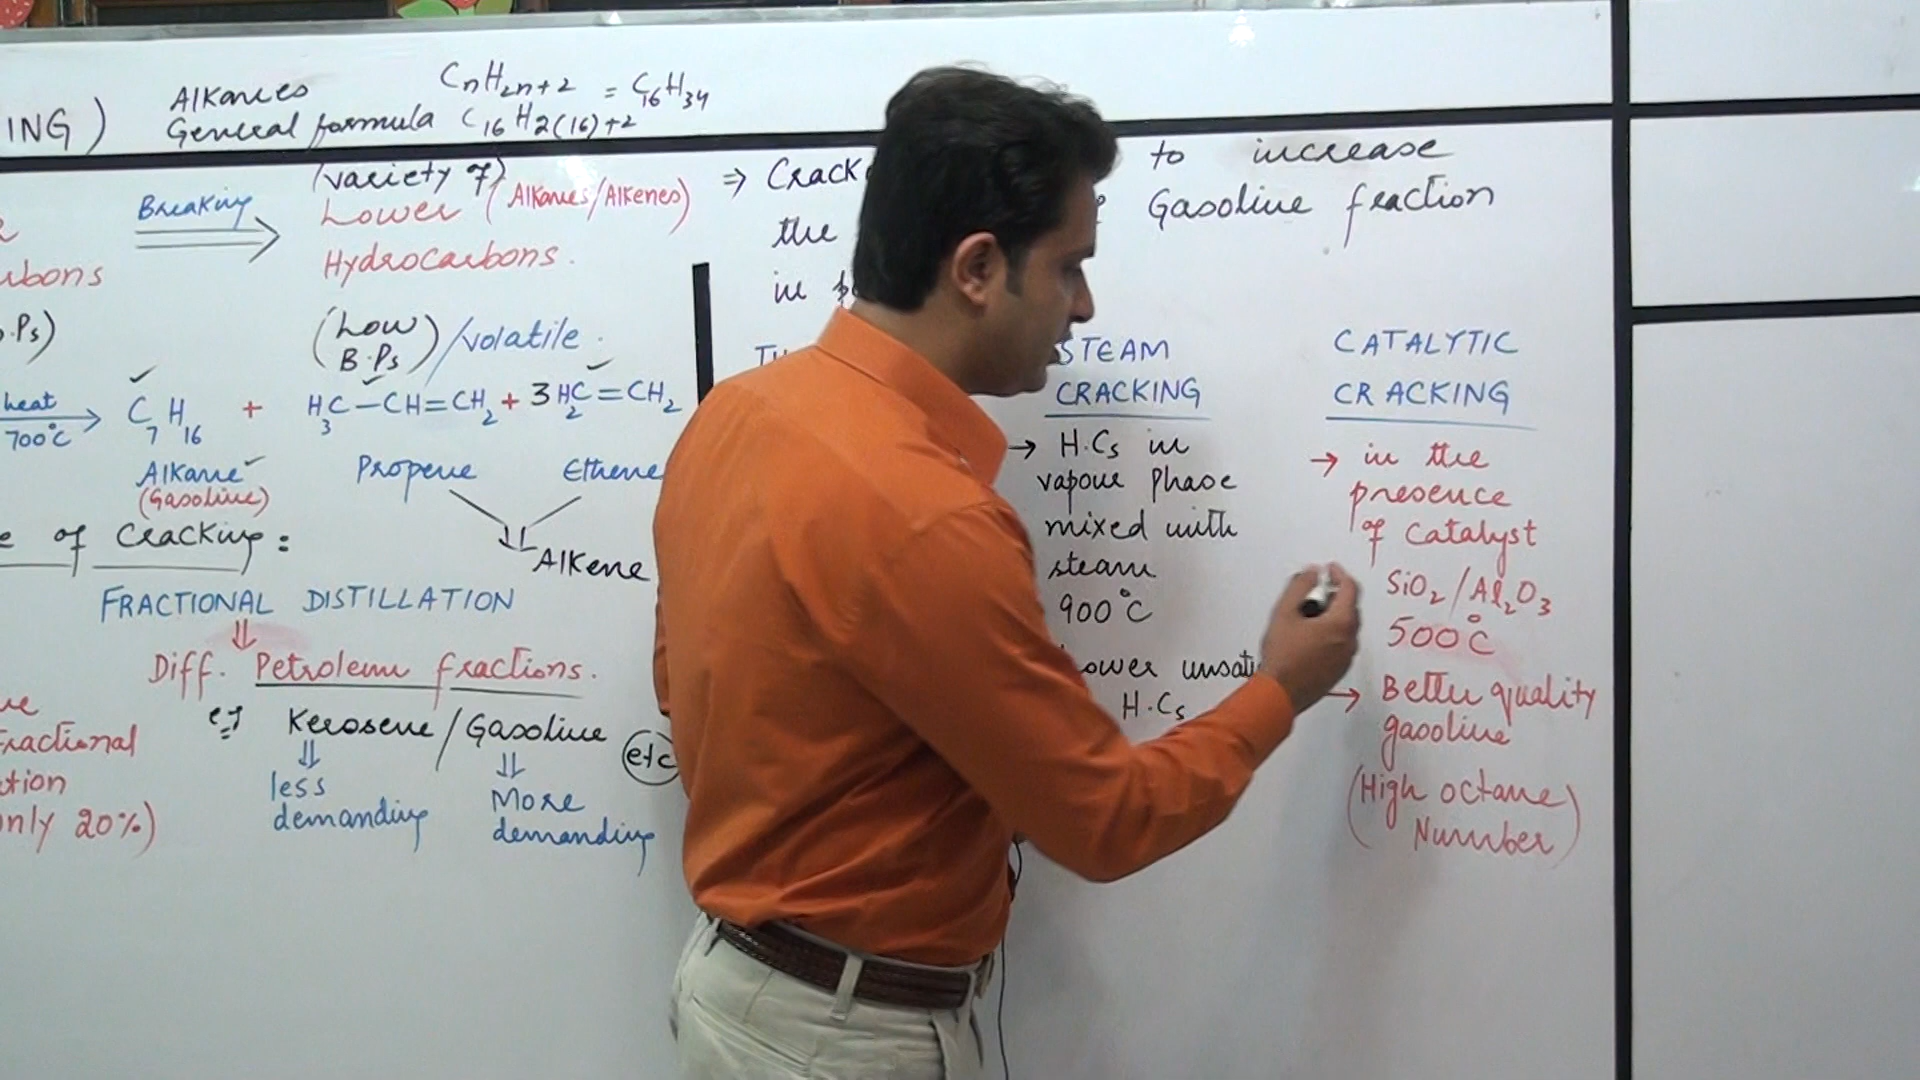 ING)
Alkanes CnH2n+2 = C16H34
General formula C16H2(16)+2
Breaking
(variety of)
Lower (Alkanes/Alkenes)
Hydrocarbons.
(Low B.Ps) /volatile.
heat
700°C
C7H16 + H3C-CH=CH2 + 3H2C=CH2
Alkane
(Gasoline)
Propene
Ethene
Alkene
of Cracking:
FRACTIONAL DISTILLATION
⇓
Diff. Petroleum fractions.
e.g Kerosene/Gasoline etc
less
demanding
More
demanding
only 20%)
⇒ Crack
to increase
the
Gasoline fraction
in
STEAM
CRACKING
→ H.Cs in
vapour phase
mixed with
steam
900°C
Lower unsatu
H.Cs
CATALYTIC
CRACKING
→ in the
presence
of catalyst
SiO2/Al2O3
500°C
→ Better quality
gasoline
(High octane
Number)